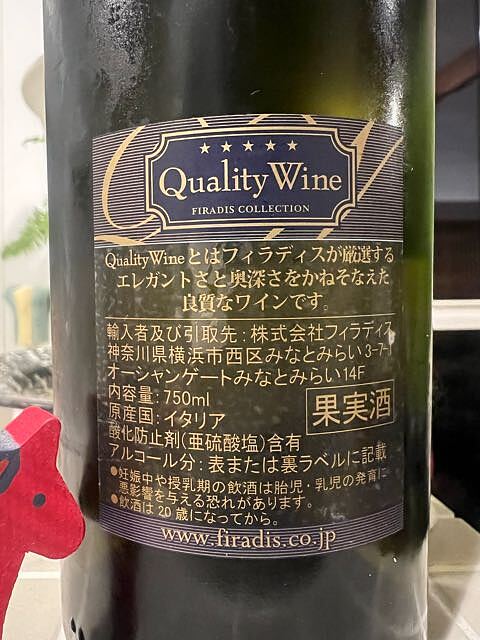 ★★★★★
Quality Wine
FIRADIS COLLECTION
Quality Wine とはフィラディスが厳選する
エレガントさと奥深さをかねそなえた
良質なワインです。
輸入者及び引取先：株式会社フィラディス
神奈川県横浜市西区みなとみらい3-7-1
オーシャンゲートみなとみらい14F
内容量：750ml
原産国：イタリア
果実酒
酸化防止剤(亜硫酸塩)含有
アルコール分：表または裏ラベルに記載
●妊娠中や授乳期の飲酒は胎児・乳児の発育に
悪影響を与える恐れがあります。
●飲酒は20歳になってから。
www.firadis.co.jp